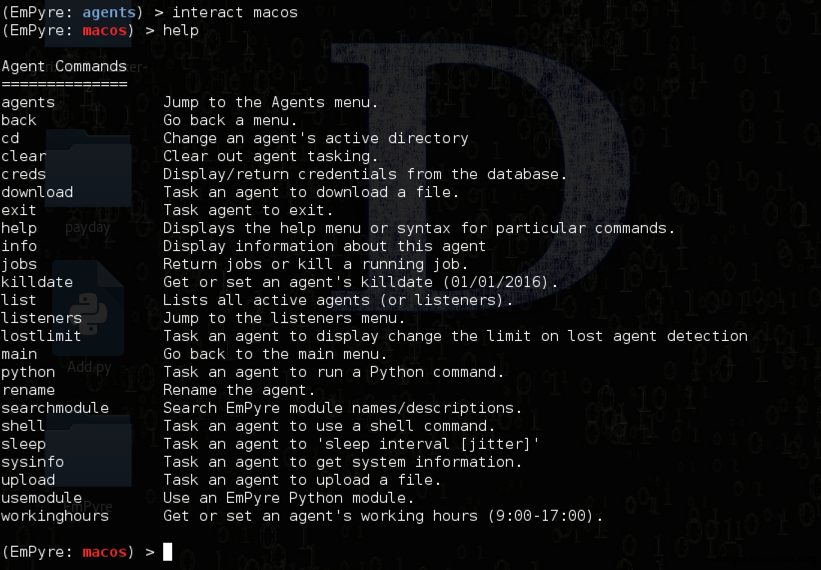 (EmPyre: agents) > interact macos
(EmPyre: macos) > help
Agent Commands
==============
agents Jump to the Agents menu.
back Go back a menu.
cd Change an agent's active directory
clear Clear out agent tasking.
creds Display/return credentials from the database.
download Task an agent to download a file.
exit Task agent to exit.
help Displays the help menu or syntax for particular commands.
info Display information about this agent
jobs Return jobs or kill a running job.
killdate Get or set an agent's killdate (01/01/2016).
list Lists all active agents (or listeners).
listeners Jump to the listeners menu.
lostlimit Task an agent to display change the limit on lost agent detection
main Go back to the main menu.
python Task an agent to run a Python command.
rename Rename the agent.
searchmodule Search EmPyre module names/descriptions.
shell Task an agent to use a shell command.
sleep Task an agent to 'sleep interval [jitter]'
sysinfo Task an agent to get system information.
upload Task an agent to upload a file.
usemodule Use an EmPyre Python module.
workinghours Get or set an agent's working hours (9:00-17:00).
(EmPyre: macos) >
payday
Add.py
EmPyre
D